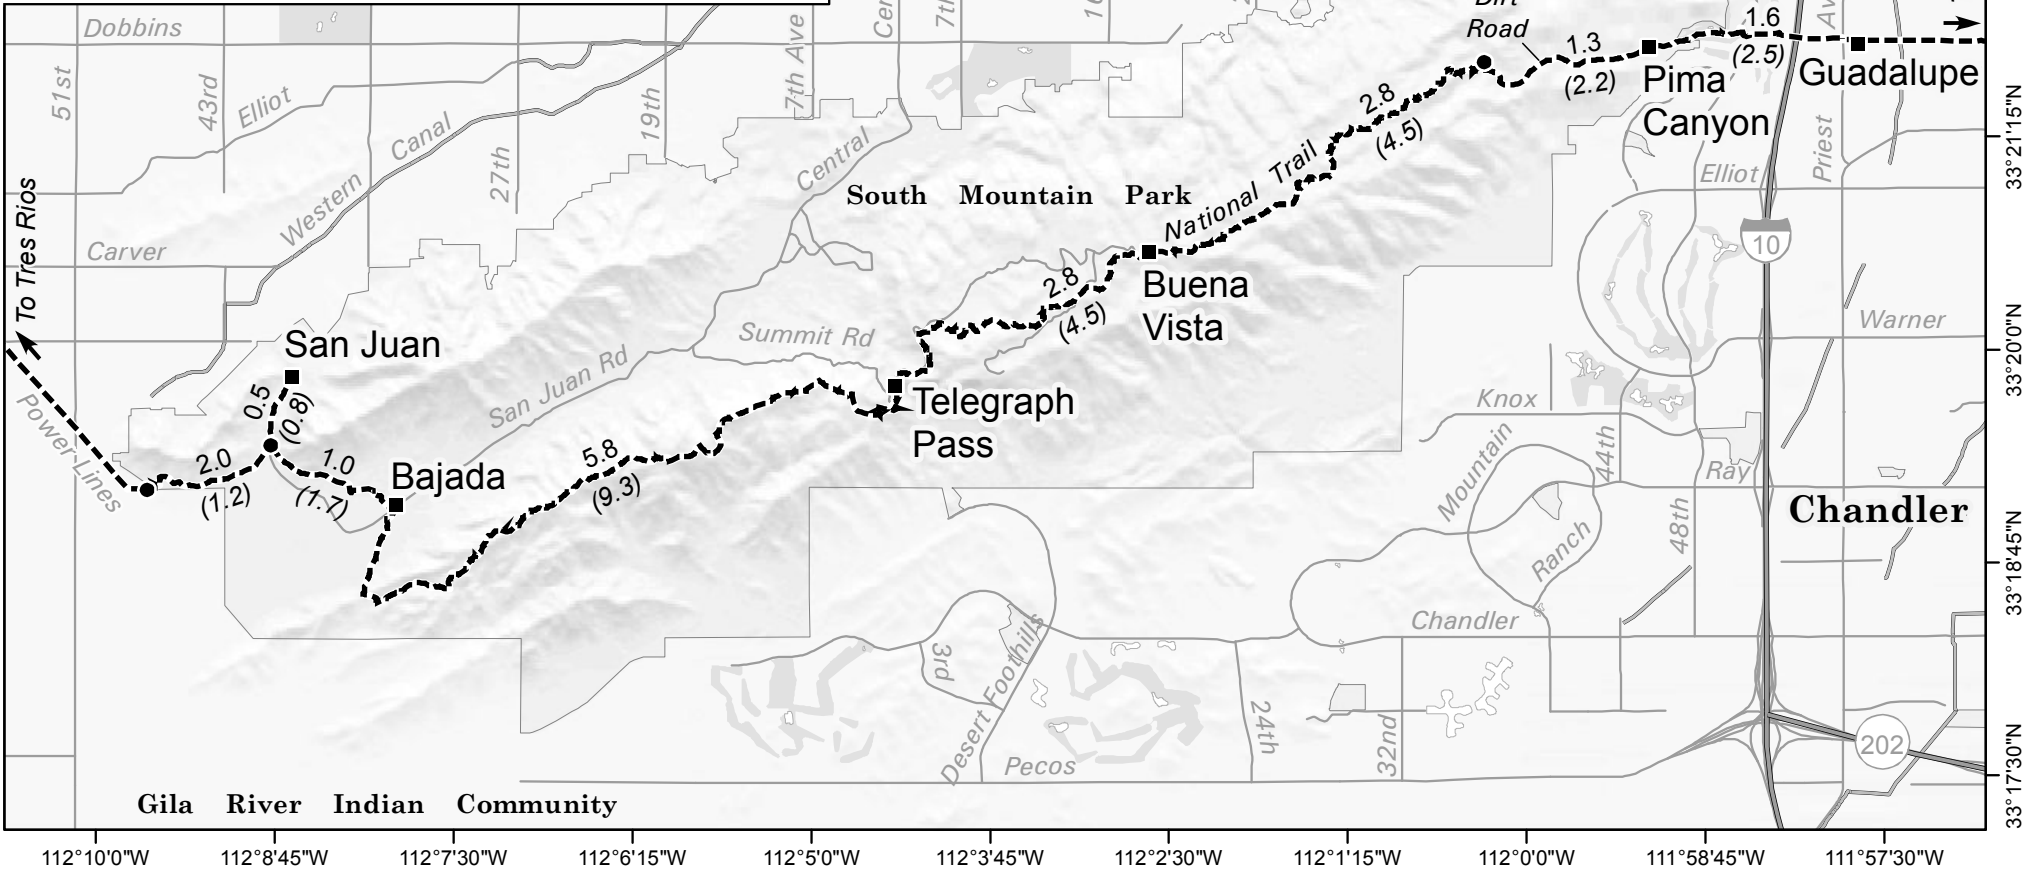 Dobbins
51st
43rd
Elliot
Canal
Western
27th
19th
7th Ave
7th
Central
Dirt
Road
1.3
(2.2)
1.6
(2.5)
Pima
Canyon
Guadalupe
2.8
(4.5)
National Trail
South Mountain Park
Elliot
Priest
10
33°21'15"N
To Tres Rios
Carver
Buena
Vista
2.8
(4.5)
Summit Rd
San Juan Rd
Warner
33°20'0"N
San Juan
0.5
(0.8)
Power Lines
2.0
(1.2)
1.0
(1.7)
Bajada
5.8
(9.3)
Telegraph
Pass
Knox
Mountain
44th
Ray
48th
Ranch
Chandler
33°18'45"N
Chandler
3rd
Desert Foothills
24th
32nd
Pecos
202
33°17'30"N
Gila River Indian Community
112°10'0"W
112°8'45"W
112°7'30"W
112°6'15"W
112°5'0"W
112°3'45"W
112°2'30"W
112°1'15"W
112°0'0"W
111°58'45"W
111°57'30"W